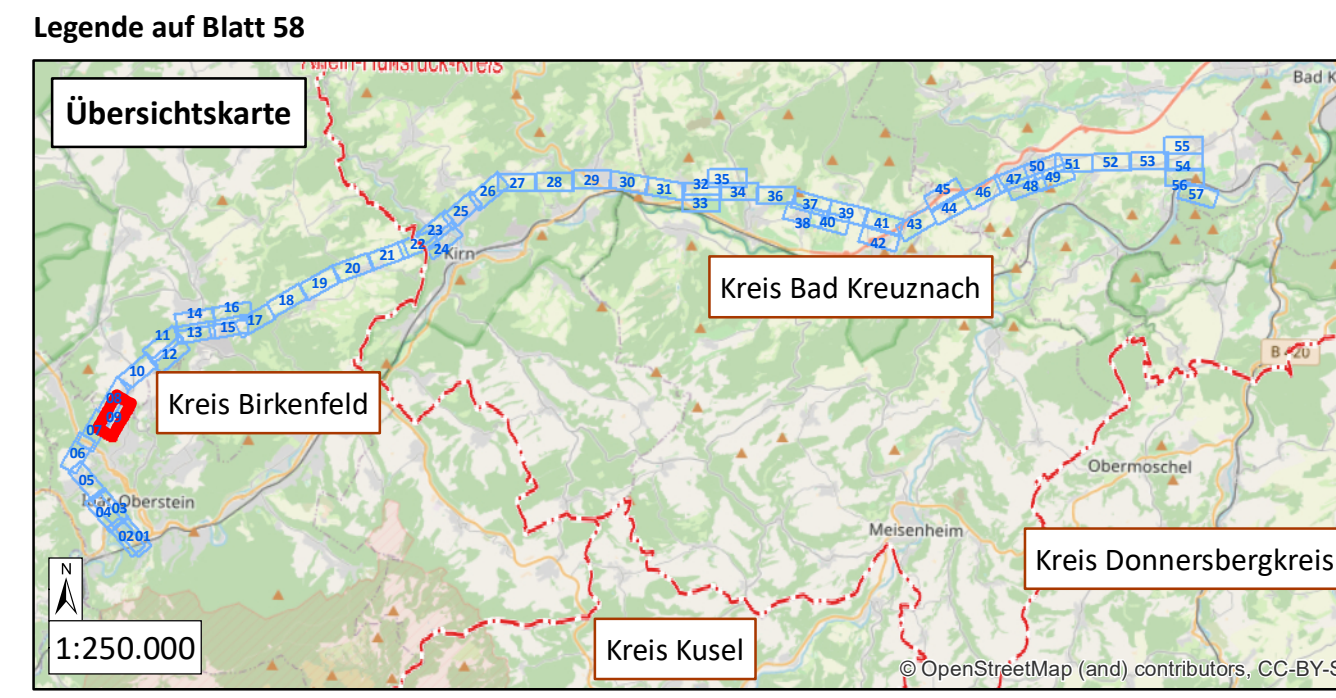 Legende auf Blatt 58
Rhein-Hunsrück-Kreis
Übersichtskarte
Bad K
55
50 51 52 53 54
32 35
26 27 28 29 30 31 34 36
33
45 46 47 48 49
56
57
25
37 39 41 43 44
38 40 42
23
22 24
Kirn
21
20
19
Kreis Bad Kreuznach
18
14 16
11 13 15 17
12
B 420
10
08
Kreis Birkenfeld
09
07
06
Obermoschel
05
Idar-Oberstein
04 03
Meisenheim
02 01
Kreis Donnersbergkreis
N
1:250.000
Kreis Kusel
© OpenStreetMap (and) contributors, CC-BY-S